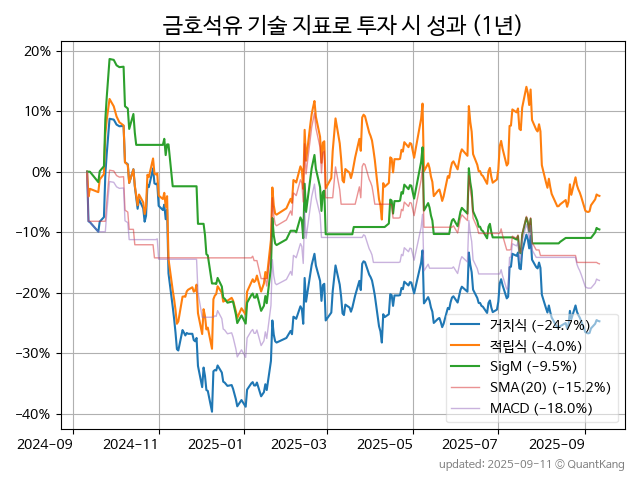 금호석유 기술 지표로 투자 시 성과 (1년)
20%
10%
0%
−10%
−20%
−30%
−40%
거치식 (−24.7%)
적립식 (−4.0%)
SigM (−9.5%)
SMA(20) (−15.2%)
MACD (−18.0%)
2024-09
2024-11
2025-01
2025-03
2025-05
2025-07
2025-09
updated: 2025-09-11 © QuantKang